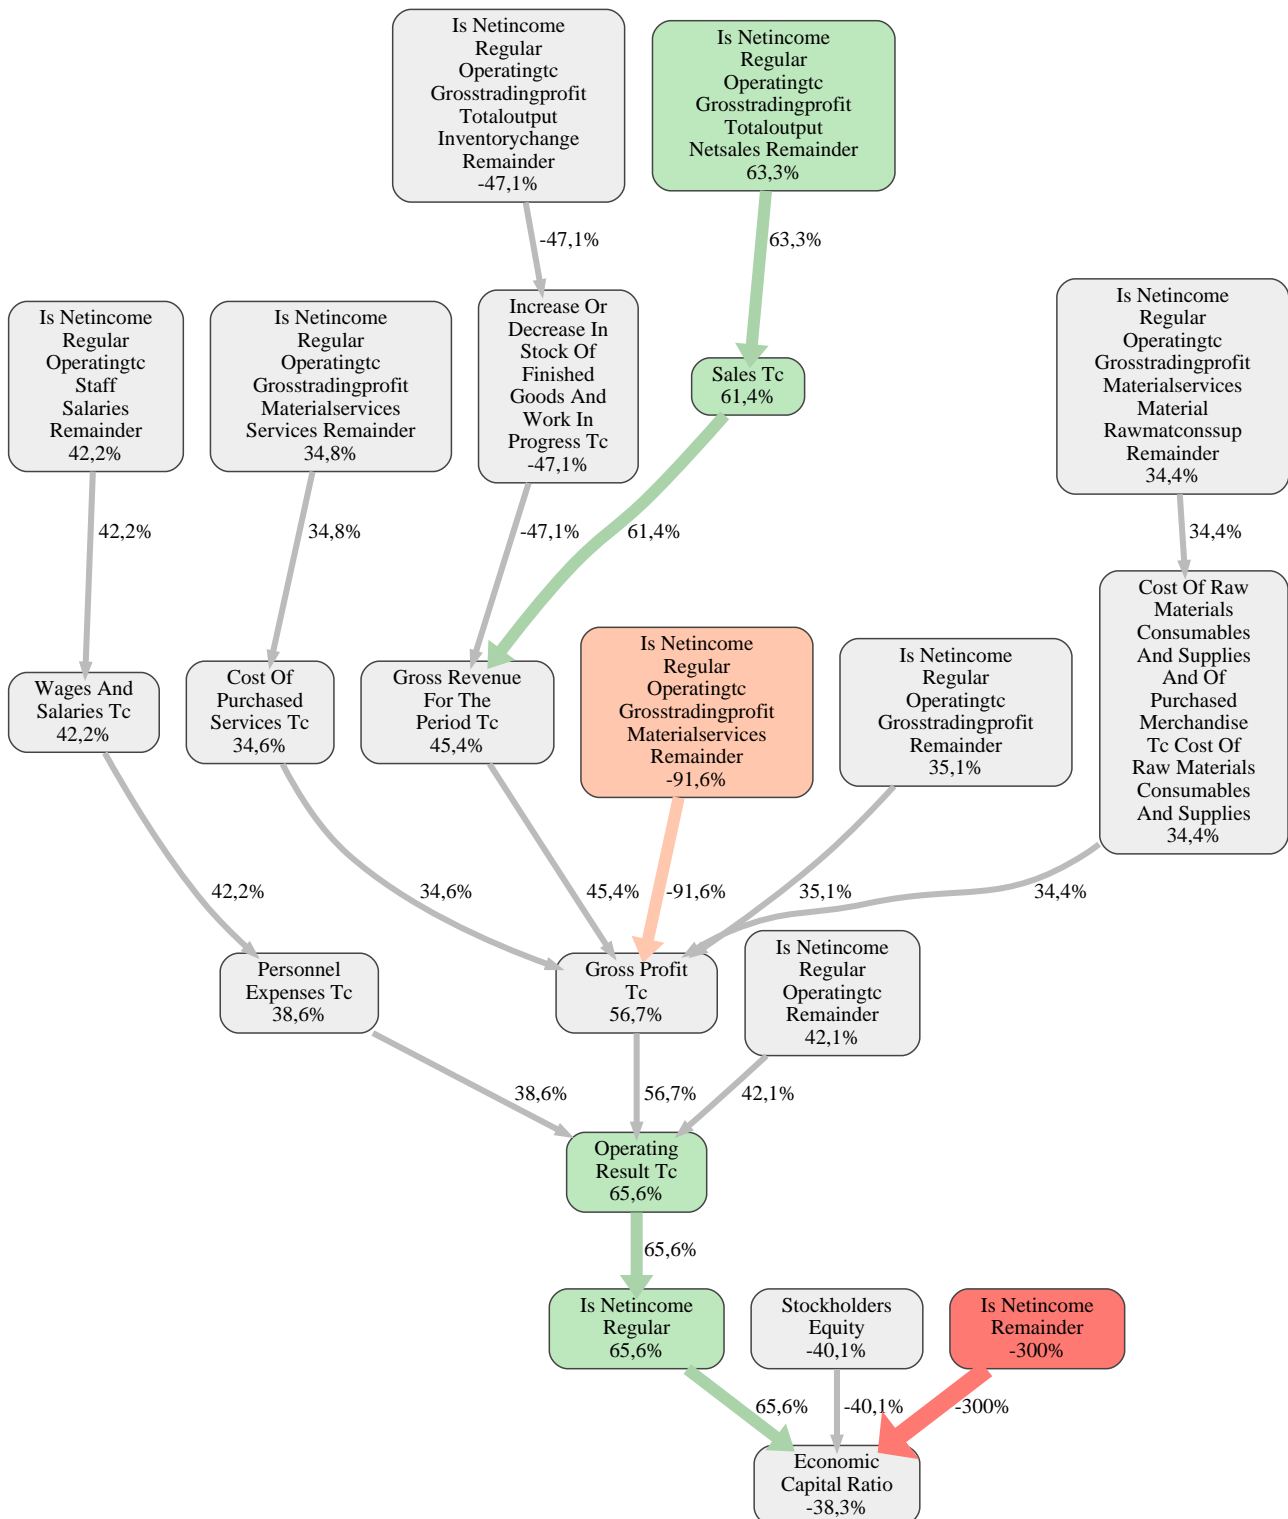 Is Netincome
Regular
Operatingtc
Grosstradingprofit
Totaloutput
Inventorychange
Remainder
-47,1%
Is Netincome
Regular
Operatingtc
Grosstradingprofit
Totaloutput
Netsales Remainder
63,3%
-47,1%
63,3%
Is Netincome
Regular
Operatingtc
Staff
Salaries
Remainder
42,2%
Is Netincome
Regular
Operatingtc
Grosstradingprofit
Materialservices
Services Remainder
34,8%
Increase Or
Decrease In
Stock Of
Finished
Goods And
Work In
Progress Tc
-47,1%
Sales Tc
61,4%
Is Netincome
Regular
Operatingtc
Grosstradingprofit
Materialservices
Material
Rawmatconssup
Remainder
34,4%
42,2%
34,8%
-47,1%
61,4%
34,4%
Wages And
Salaries Tc
42,2%
Cost Of
Purchased
Services Tc
34,6%
Gross Revenue
For The
Period Tc
45,4%
Is Netincome
Regular
Operatingtc
Grosstradingprofit
Materialservices
Remainder
-91,6%
Is Netincome
Regular
Operatingtc
Grosstradingprofit
Remainder
35,1%
Cost Of Raw
Materials
Consumables
And Supplies
And Of
Purchased
Merchandise
Tc Cost Of
Raw Materials
Consumables
And Supplies
34,4%
42,2%
34,6%
45,4%
-91,6%
35,1%
34,4%
Personnel
Expenses Tc
38,6%
Gross Profit
Tc
56,7%
Is Netincome
Regular
Operatingtc
Remainder
42,1%
38,6%
56,7%
42,1%
Operating
Result Tc
65,6%
65,6%
Is Netincome
Regular
65,6%
Stockholders
Equity
-40,1%
Is Netincome
Remainder
-300%
65,6%
-40,1%
-300%
Economic
Capital Ratio
-38,3%